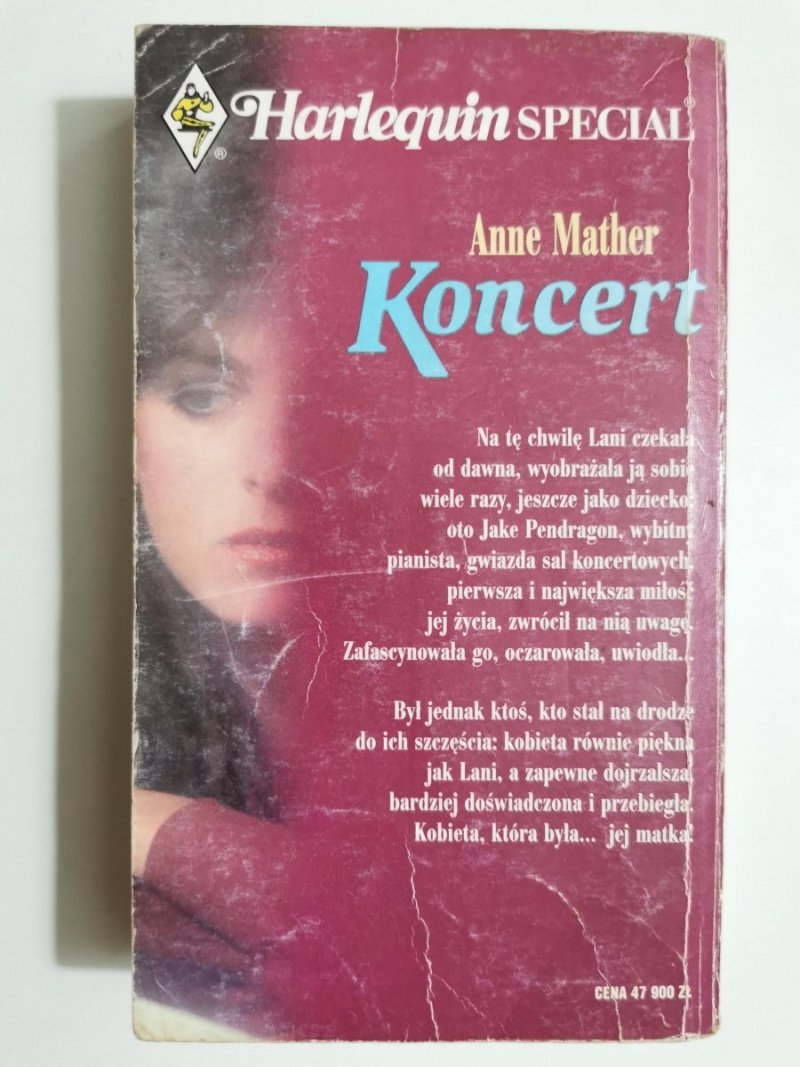 Harlequin SPECIAL®
®
Anne Mather
Koncert
Na tę chwilę Lani czekała
od dawna, wyobrażała ją sobie
wiele razy, jeszcze jako dziecko:
oto Jake Pendragon, wybitny
pianista, gwiazda sal koncertowych,
pierwsza i największa miłość
jej życia, zwrócił na nią uwagę.
Zafascynowała go, oczarowała, uwiodła...
Był jednak ktoś, kto stał na drodze
do ich szczęścia: kobieta równie piękna
jak Lani, a zapewne dojrzalsza,
bardziej doświadczona i przebiegła.
Kobieta, która była... jej matką!
CENA 47 900 ZŁ